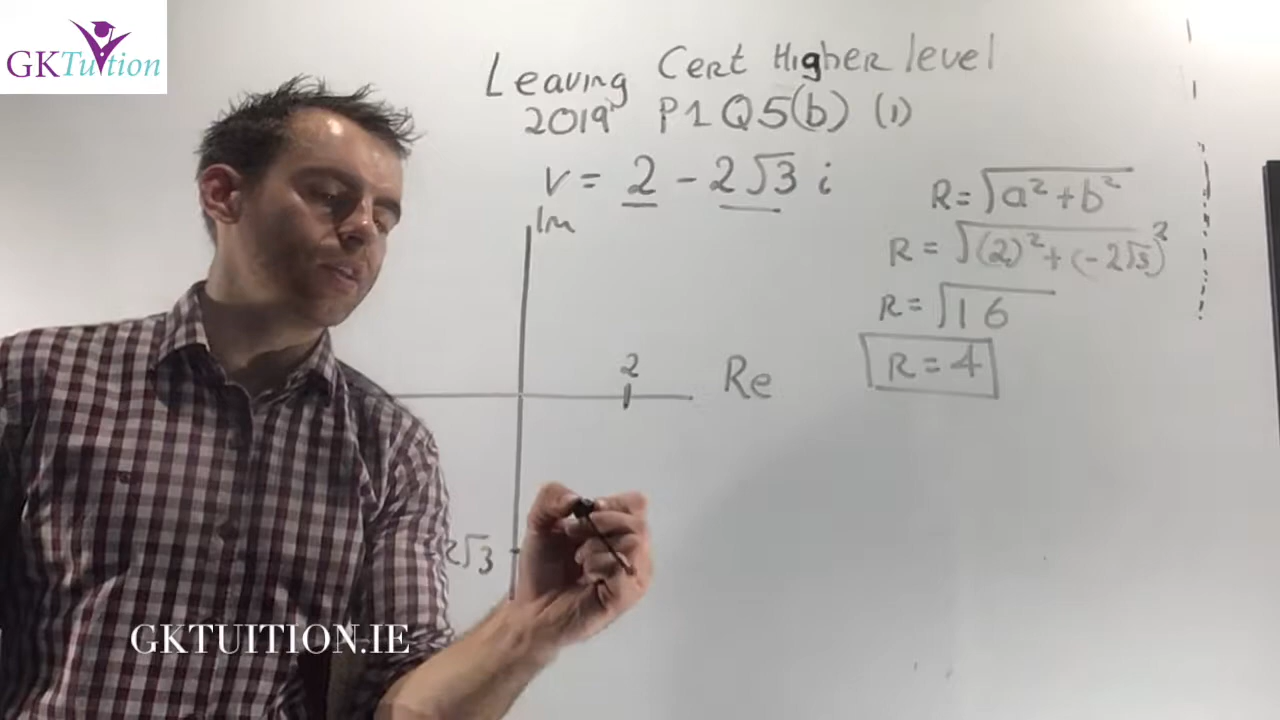 GKTuition
Leaving Cert Higher level
2019 P1 Q5(b) (i)
v = 2 - 2√3 i
Im
2
Re
2√3
R = √a² + b²
R = √(2)² + (-2√3)²
R = √16
R = 4
GKTUITION.IE